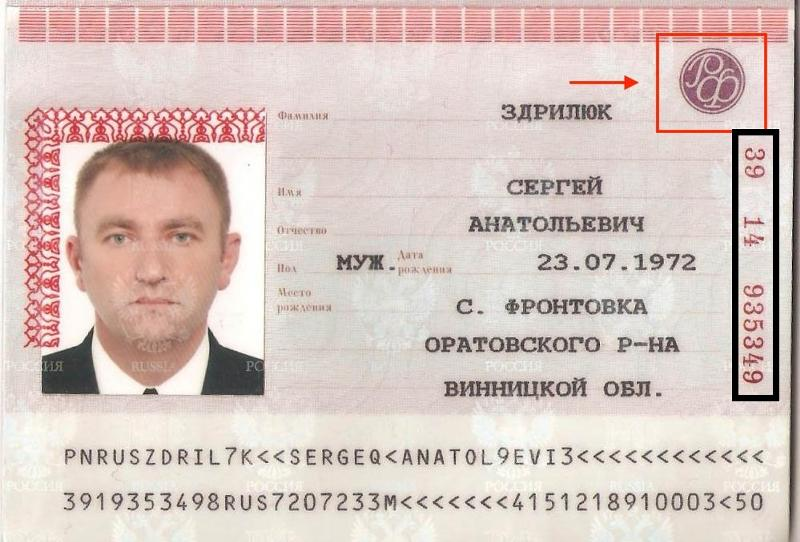 РФ
Фамилия ЗДРИЛЮК
Имя СЕРГЕЙ
Отчество АНАТОЛЬЕВИЧ
Пол МУЖ. Дата рождения 23.07.1972
Место рождения С. ФРОНТОВКА
ОРАТОВСКОГО Р-НА
ВИННИЦКОЙ ОБЛ.
39 14 935349
РОССИЯ RUSSIA РОССИЯ
PNRUSZDRIL7K<<SERGEQ<ANATOL9EVI3<<<<<<<<<<<<
3919353498RUS7207233M<<<<<<<4151218910003<50